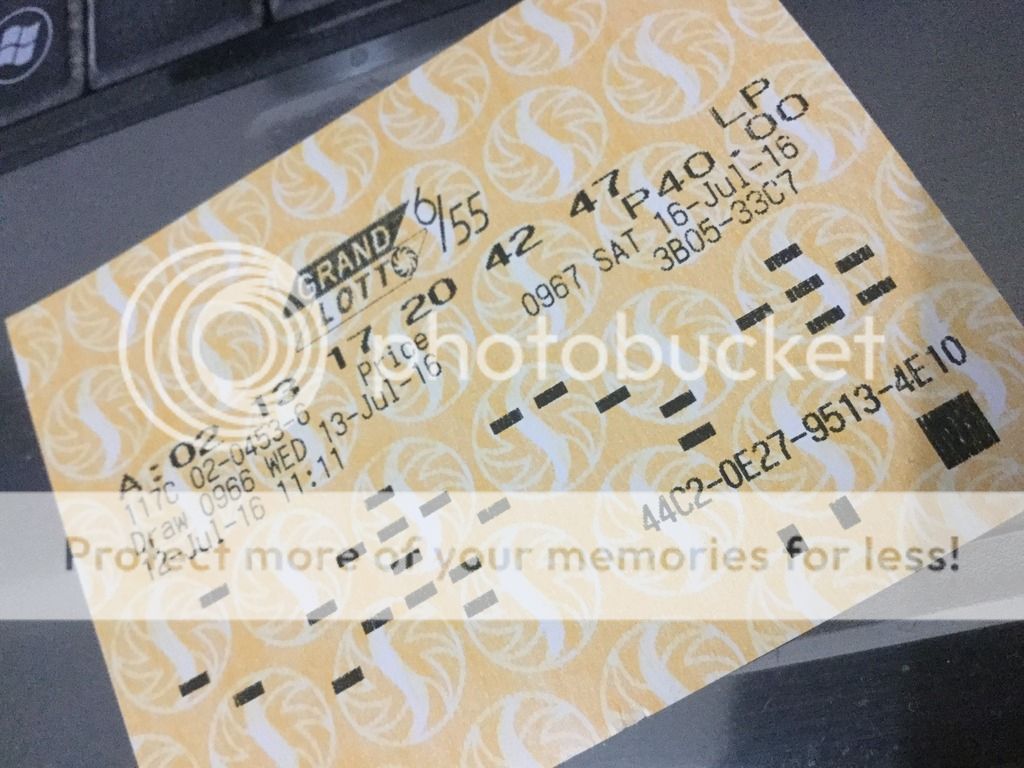 GRAND LOTTO 6/55
LP
A:02 13 17 20 42 47
Price P40.00
117C 02-0453-6
Draw 0966 WED 13-Jul-16 0967 SAT 16-Jul-16
12-Jul-16 11:11 3B05-33C7
44C2-0E27-9513-4E10
photobucket
Protect more of your memories for less!